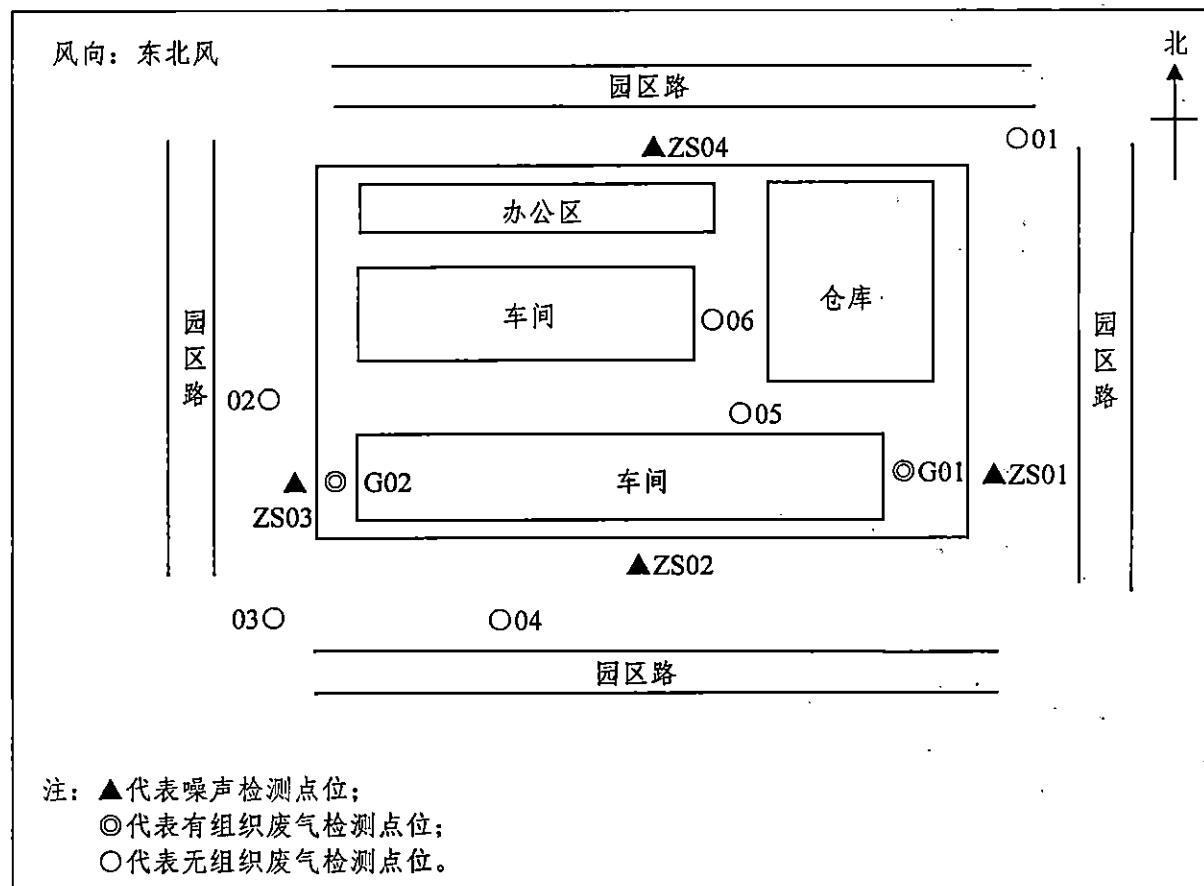 风向：东北风
北
园区路
▲ZS04
○01
办公区
仓库
车间
○06
园区路
园区路
02○
○05
车间
◎G01
▲ZS01
▲
◎ G02
ZS03
▲ZS02
03○
○04
园区路
注：▲代表噪声检测点位；
◎代表有组织废气检测点位；
○代表无组织废气检测点位。